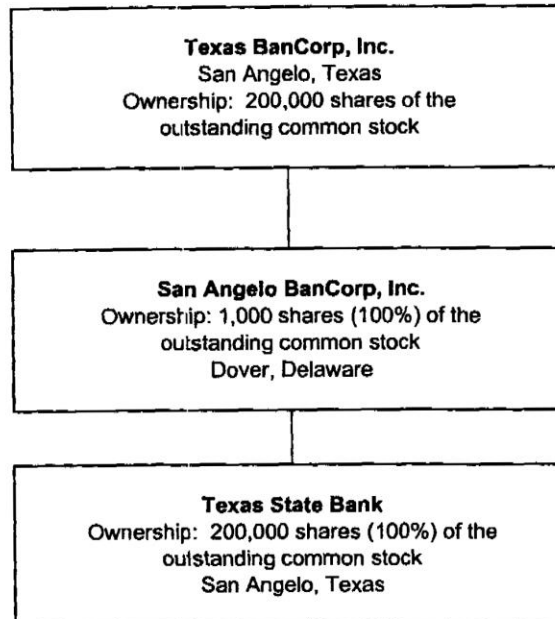 Texas BanCorp, Inc.
San Angelo, Texas
Ownership: 200,000 shares of the
outstanding common stock
San Angelo BanCorp, Inc.
Ownership: 1,000 shares (100%) of the
outstanding common stock
Dover, Delaware
Texas State Bank
Ownership: 200,000 shares (100%) of the
outstanding common stock
San Angelo, Texas